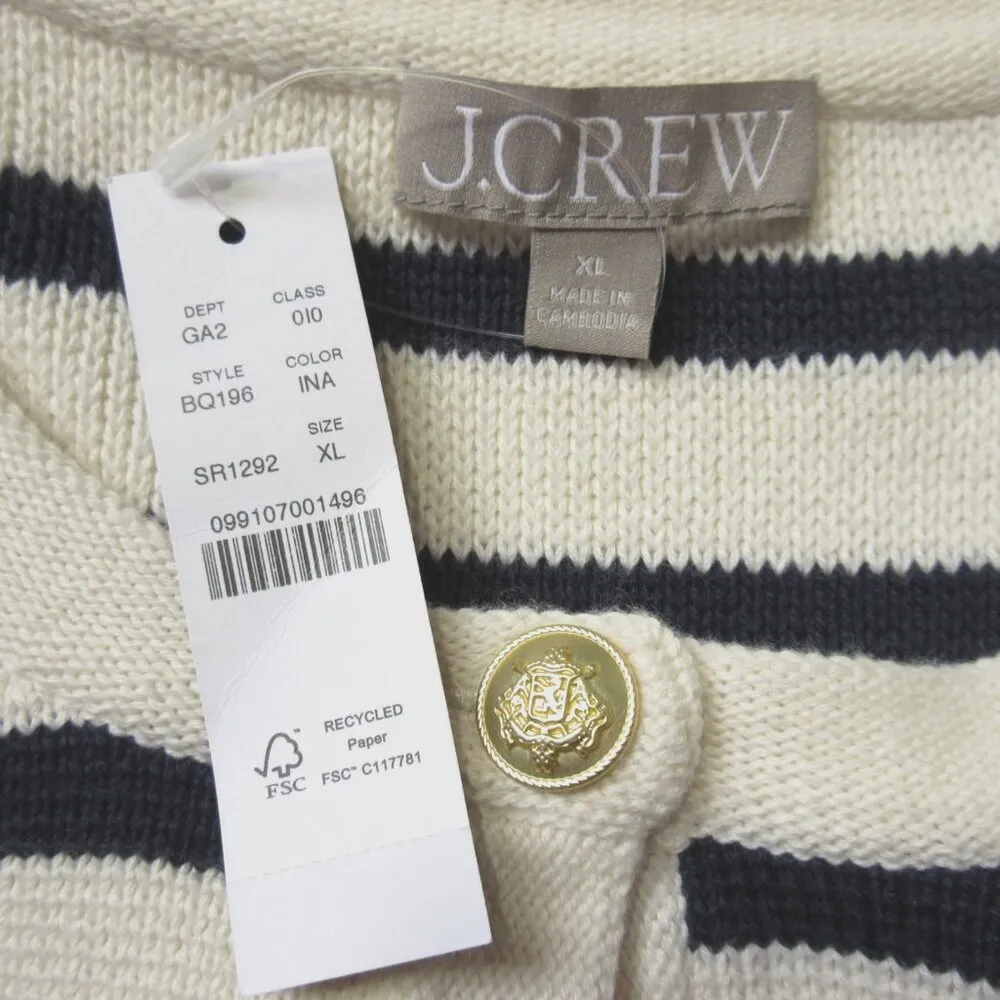 J.CREW
XL
MADE IN
CAMBODIA
DEPT CLASS
GA2 010
STYLE COLOR
BQ196 INA
SIZE
SR1292 XL
099107001496
RECYCLED
Paper
FSC™ C117781
FSC